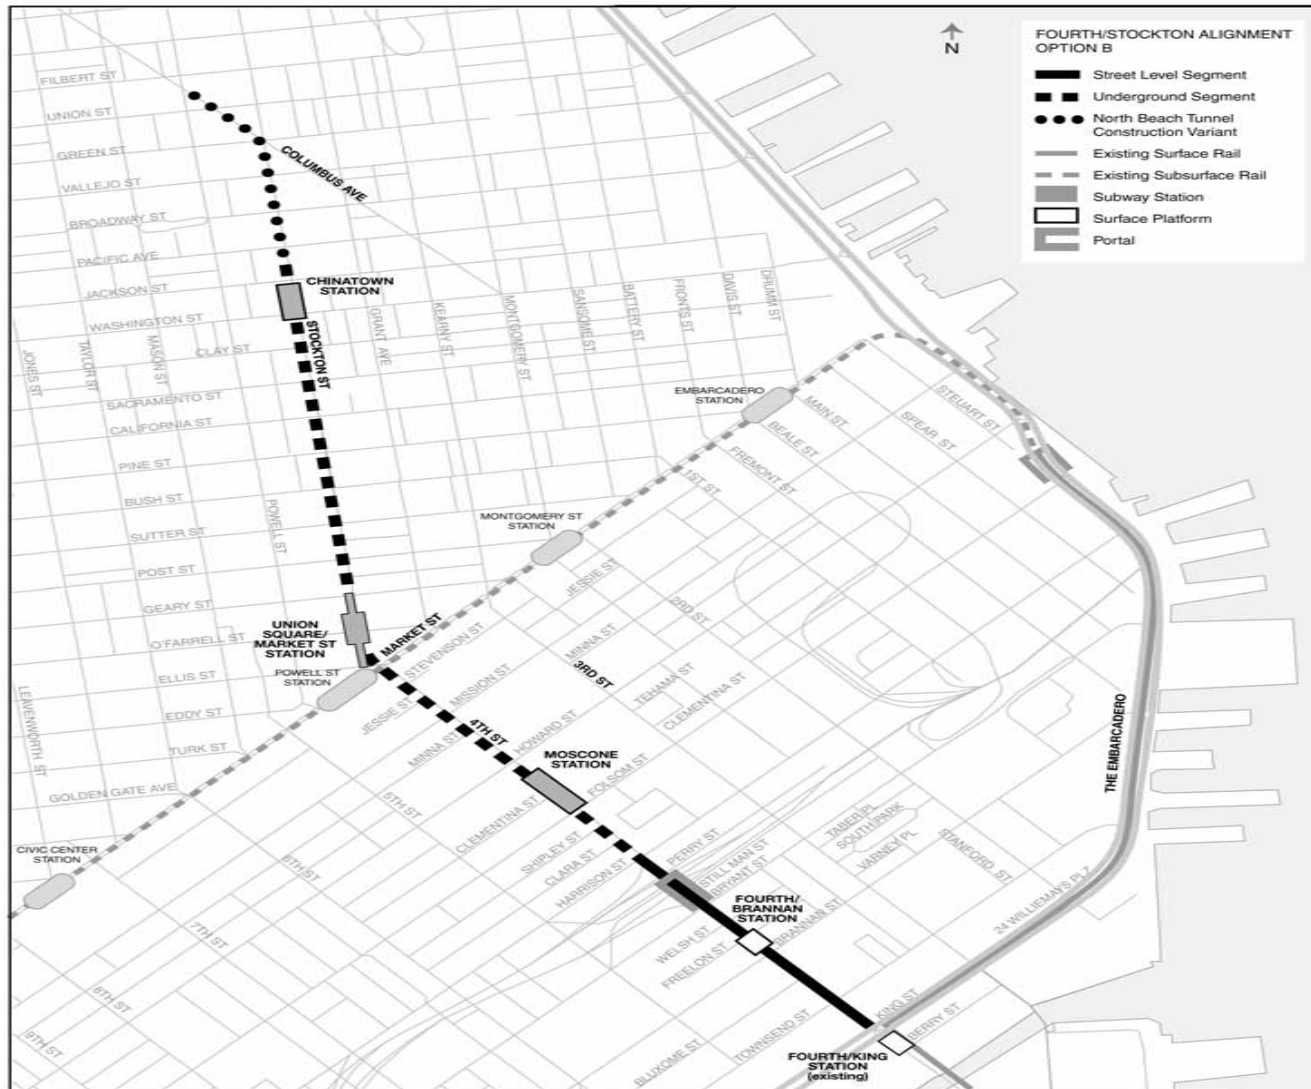 FOURTH/STOCKTON ALIGNMENT
OPTION B
Street Level Segment
Underground Segment
North Beach Tunnel
Construction Variant
Existing Surface Rail
Existing Subsurface Rail
Subway Station
Surface Platform
Portal
N
FILBERT ST
UNION ST
GREEN ST
VALLEJO ST
BROADWAY ST
PACIFIC AVE
JACKSON ST
WASHINGTON ST
CLAY ST
SACRAMENTO ST
CALIFORNIA ST
PINE ST
BUSH ST
SUTTER ST
POST ST
GEARY ST
O'FARRELL ST
ELLIS ST
EDDY ST
TURK ST
GOLDEN GATE AVE
COLUMBUS AVE
CHINATOWN
STATION
STOCKTON ST
JONES ST
TAYLOR ST
MASON ST
POWELL ST
GRANT AVE
KEARNY ST
MONTGOMERY ST
SANSOME ST
BATTERY ST
FRONTS ST
DAVIS ST
DRUMM ST
LEAVENWORTH ST
EMBARCADERO
STATION
MAIN ST
BEALE ST
FREMONT ST
1ST ST
SPEAR ST
STEUART ST
MONTGOMERY ST
STATION
UNION
SQUARE/
MARKET ST
STATION
POWELL ST
STATION
MARKET ST
STEVENSON ST
JESSIE ST
JESSIE ST
MISSION ST
MINNA ST
MINNA ST
2RD ST
3RD ST
TEHAMA ST
CLEMENTINA ST
4TH ST
HOWARD ST
MOSCONE
STATION
FOLSOM ST
CLEMENTINA ST
SHIPLEY ST
CLARA ST
HARRISON ST
PERRY ST
STILL MAN ST
BRYANT ST
TABER PL
SOUTH PARK
VARNEY PL
STANFORD ST
THE EMBARCADERO
CIVIC CENTER
STATION
5TH ST
6TH ST
7TH ST
8TH ST
9TH ST
FOURTH/
BRANNAN
STATION
BRANNAN ST
WELSH ST
FREELON ST
24 WILLIEMAYS PLZ
KING ST
BERRY ST
TOWNSEND ST
BLUXOME ST
FOURTH/KING
STATION
(existing)